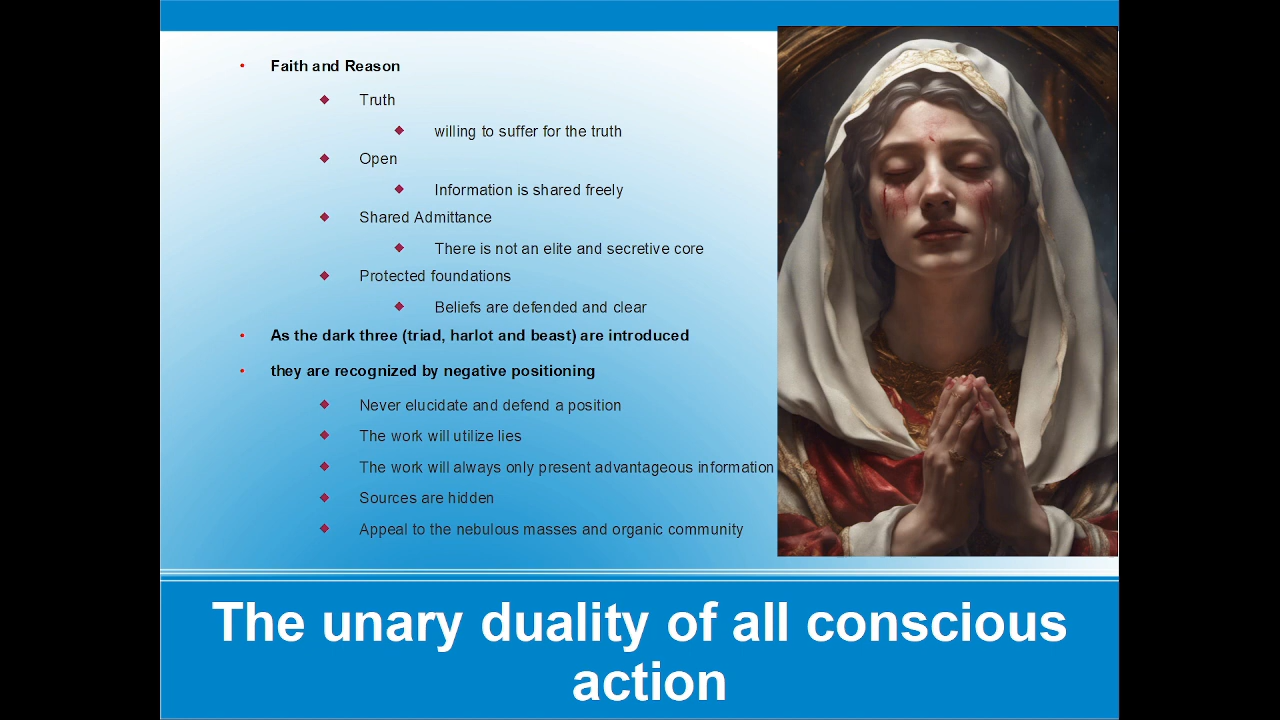 Faith and Reason
Truth
willing to suffer for the truth
Open
Information is shared freely
Shared Admittance
There is not an elite and secretive core
Protected foundations
Beliefs are defended and clear
As the dark three (triad, harlot and beast) are introduced
they are recognized by negative positioning
Never elucidate and defend a position
The work will utilize lies
The work will always only present advantageous information
Sources are hidden
Appeal to the nebulous masses and organic community
The unary duality of all conscious
action